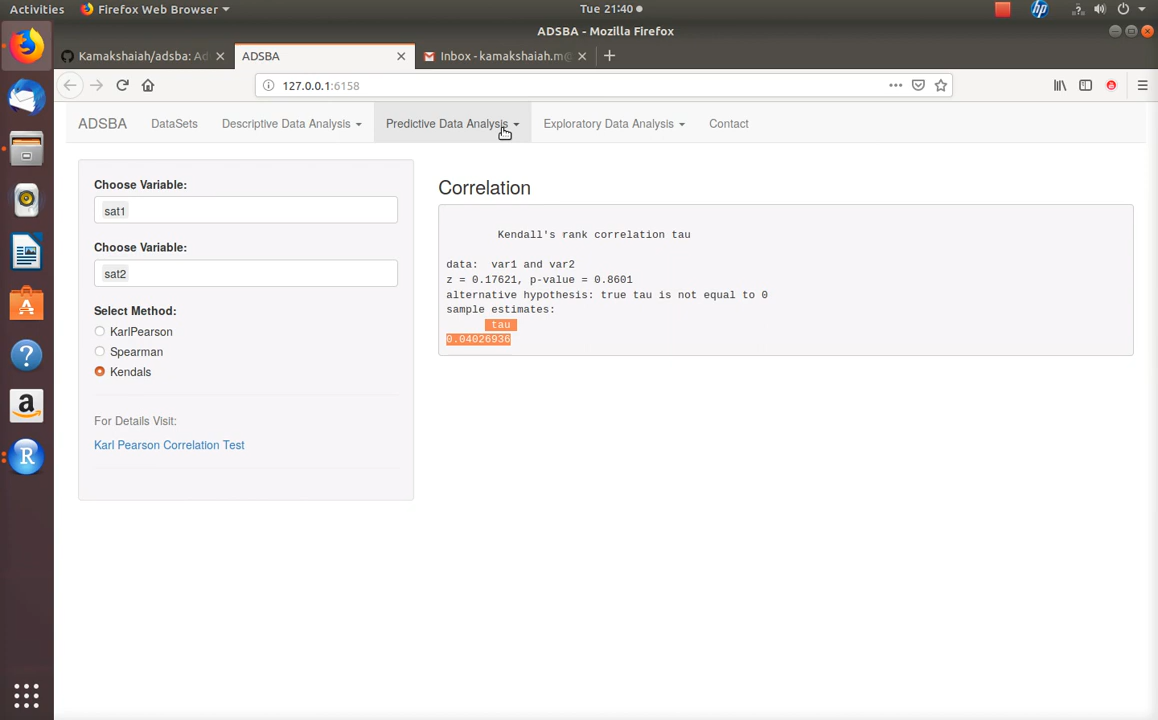 Activities Firefox Web Browser Tue 21:40
ADSBA - Mozilla Firefox
Kamakshaiah/adsba: Ad ADSBA Inbox - kamakshaiah.m@
127.0.0.1:6158
ADSBA DataSets Descriptive Data Analysis Predictive Data Analysis Exploratory Data Analysis Contact
Choose Variable:
sat1
Choose Variable:
sat2
Select Method:
KarlPearson
Spearman
Kendals
For Details Visit:
Karl Pearson Correlation Test
Correlation
Kendall's rank correlation tau
data: var1 and var2
z = 0.17621, p-value = 0.8601
alternative hypothesis: true tau is not equal to 0
sample estimates:
tau
0.04026936